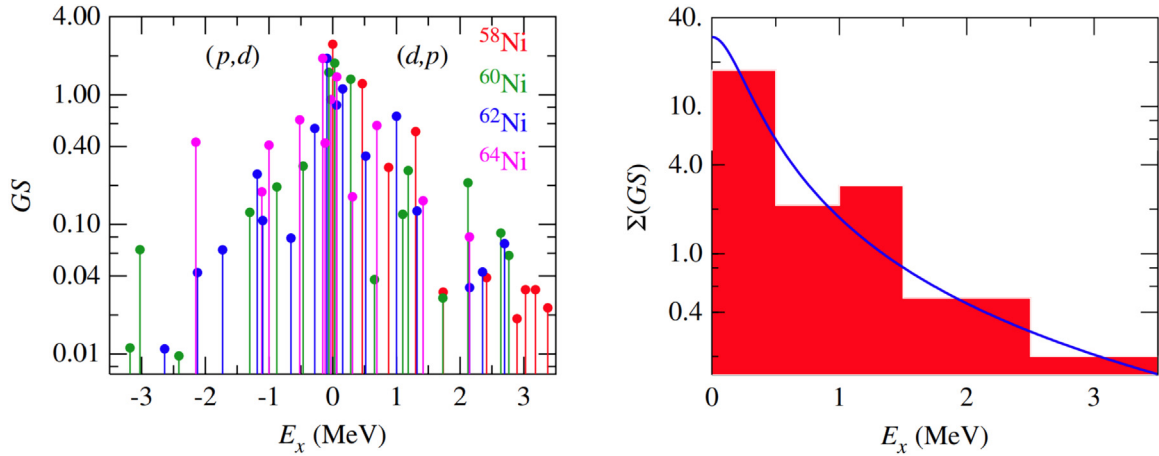 4.00
1.00
0.40
0.10
0.04
0.01
GS
(p,d)
(d,p)
58Ni
60Ni
62Ni
64Ni
-3 -2 -1 0 1 2 3
Ex (MeV)
40.
10.
4.0
1.0
0.4
Σ(GS)
0 1 2 3
Ex (MeV)